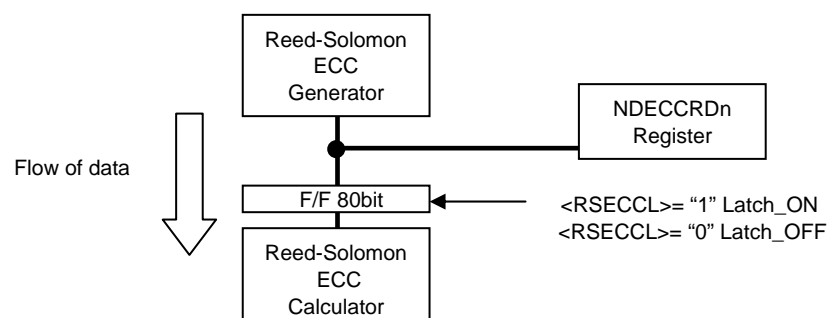 Reed-Solomon
ECC
Generator
NDECCRDn
Register
Flow of data
F/F 80bit
<RSECCL>= “1” Latch_ON
<RSECCL>= “0” Latch_OFF
Reed-Solomon
ECC
Calculator